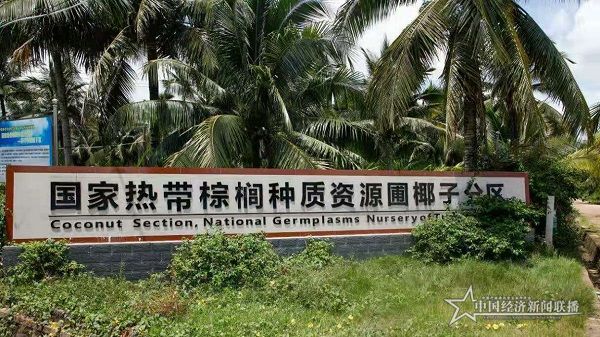 国家热带棕榈种质资源圃椰子分区
Coconut Section, National Germplasms Nursery of T
中国经济新闻联播